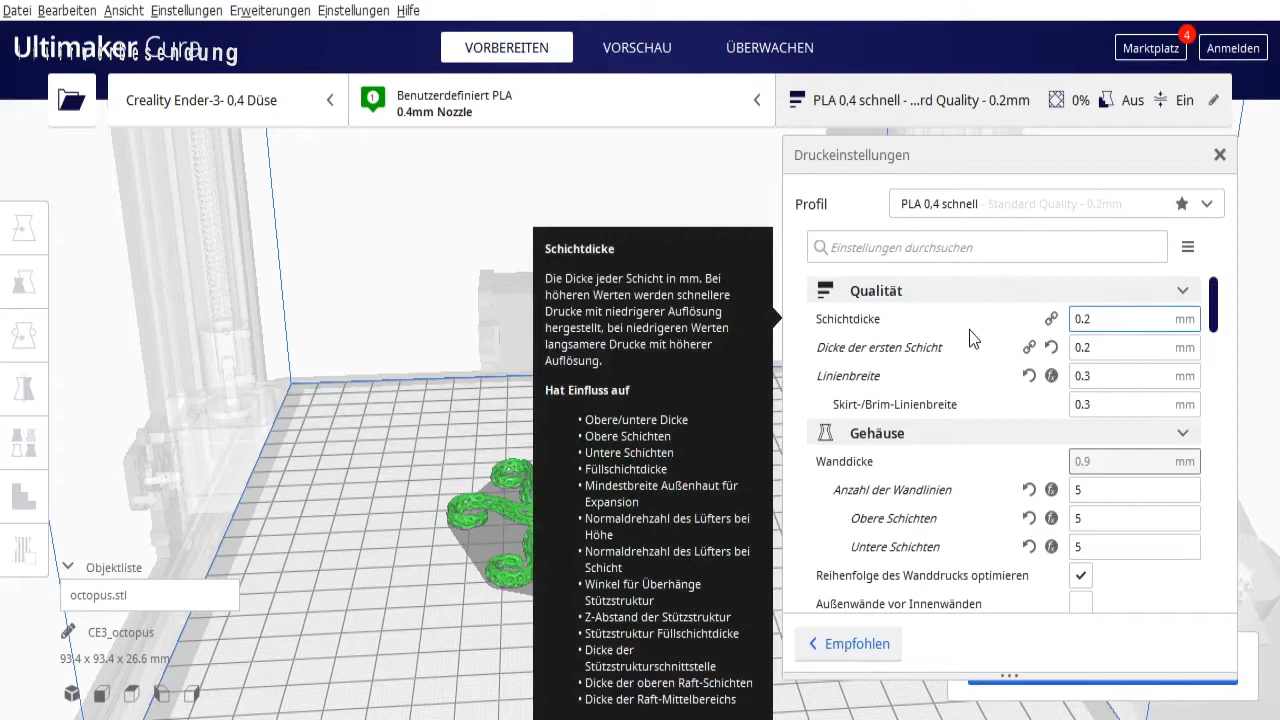 Datei Bearbeiten Ansicht Einstellungen Erweiterungen Einstellungen Hilfe
Ultimaker Cura
VORBEREITEN VORSCHAU ÜBERWACHEN
Marktplatz 4 Anmelden
Creality Ender-3- 0,4 Düse
1 Benutzerdefiniert PLA
0.4mm Nozzle
PLA 0,4 schnell - ...rd Quality - 0.2mm 0% Aus Ein
Druckeinstellungen
Profil PLA 0,4 schnell - Standard Quality - 0.2mm
Einstellungen durchsuchen
Qualität
Schichtdicke 0.2 mm
Dicke der ersten Schicht 0.2 mm
Linienbreite 0.3 mm
Skirt-/Brim-Linienbreite 0.3 mm
Gehäuse
Wanddicke 0.9 mm
Anzahl der Wandlinien 5
Obere Schichten 5
Untere Schichten 5
Reihenfolge des Wanddrucks optimieren
Außenwände vor Innenwänden
Empfohlen
Schichtdicke
Die Dicke jeder Schicht in mm. Bei
höheren Werten werden schnellere
Drucke mit niedrigerer Auflösung
hergestellt, bei niedrigeren Werten
langsamere Drucke mit höherer
Auflösung.
Hat Einfluss auf
• Obere/untere Dicke
• Obere Schichten
• Untere Schichten
• Füllschichtdicke
• Mindestbreite Außenhaut für
Expansion
• Normaldrehzahl des Lüfters bei
Höhe
• Normaldrehzahl des Lüfters bei
Schicht
• Winkel für Überhänge
Stützstruktur
• Z-Abstand der Stützstruktur
• Stützstruktur Füllschichtdicke
• Dicke der
Stützstrukturschnittstelle
• Dicke der oberen Raft-Schichten
• Dicke der Raft-Mittelbereichs
Objektliste
octopus.stl
CE3_octopus
93.4 x 93.4 x 26.6 mm